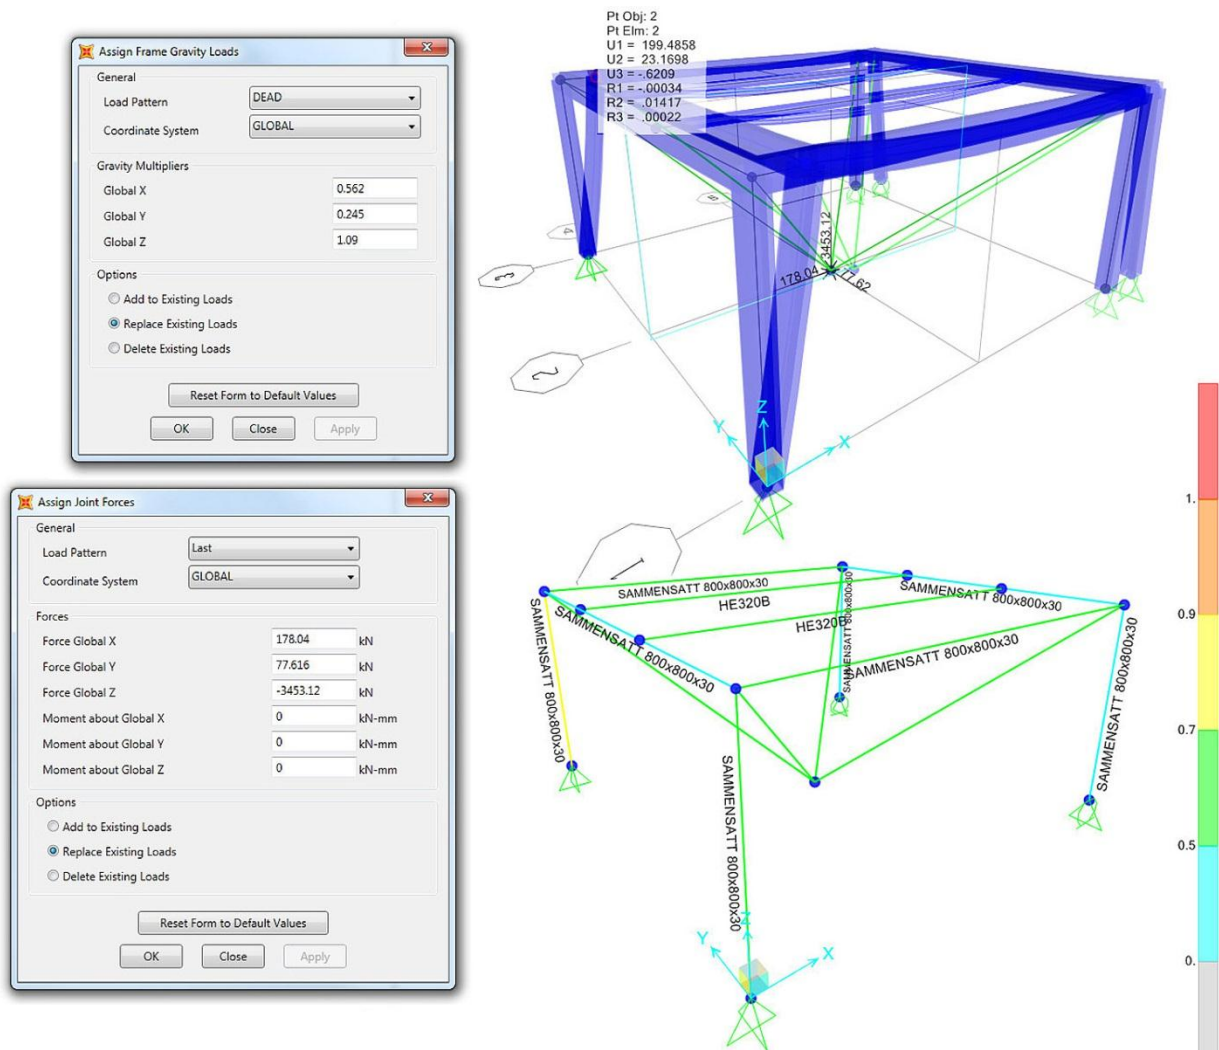 Assign Frame Gravity Loads
General
Load Pattern
DEAD
Coordinate System
GLOBAL
Gravity Multipliers
Global X
0.562
Global Y
0.245
Global Z
1.09
Options
Add to Existing Loads
Replace Existing Loads
Delete Existing Loads
Reset Form to Default Values
OK
Close
Apply
Pt Obj: 2
Pt Elm: 2
U1 = 199.4858
U2 = 23.1698
U3 = -.6209
R1 = -.00034
R2 = .01417
R3 = .00022
3453.12
178.04
77.62
4
3
2
1
Z
Y
X
Assign Joint Forces
General
Load Pattern
Last
Coordinate System
GLOBAL
Forces
Force Global X
178.04
kN
Force Global Y
77.616
kN
Force Global Z
-3453.12
kN
Moment about Global X
0
kN-mm
Moment about Global Y
0
kN-mm
Moment about Global Z
0
kN-mm
Options
Add to Existing Loads
Replace Existing Loads
Delete Existing Loads
Reset Form to Default Values
OK
Close
Apply
SAMMENSATT 800x800x30
HE320B
HE320B
SAMMENSATT 800x800x30
SAMMENSATT 800x800x30
SAMMENSATT 800x800x30
SAMMENSATT 800x800x30
SAMMENSATT 800x800x30
SAMMENSATT 800x800x30
SAMMENSATT 800x800x30
Z
Y
X
1.
0.9
0.7
0.5
0.